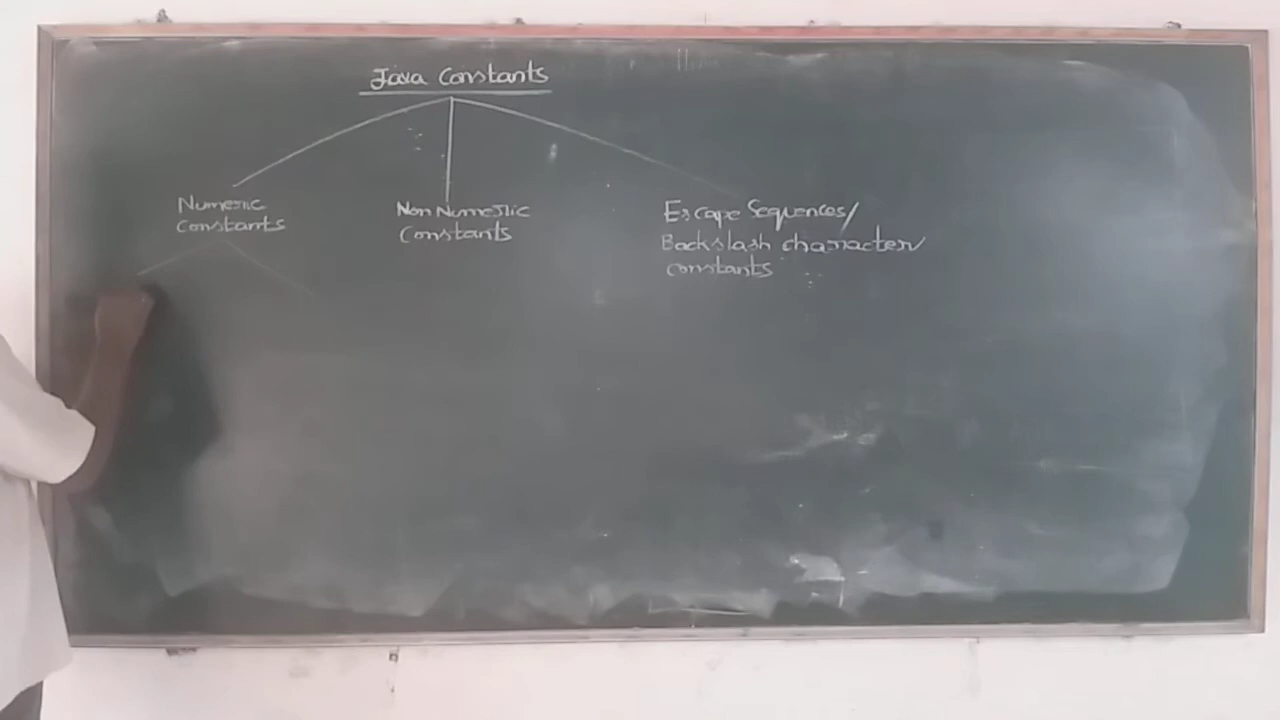 Java Constants
Numeric
Constants
Non Numeric
Constants
Escape Sequences/
Backslash character
constants